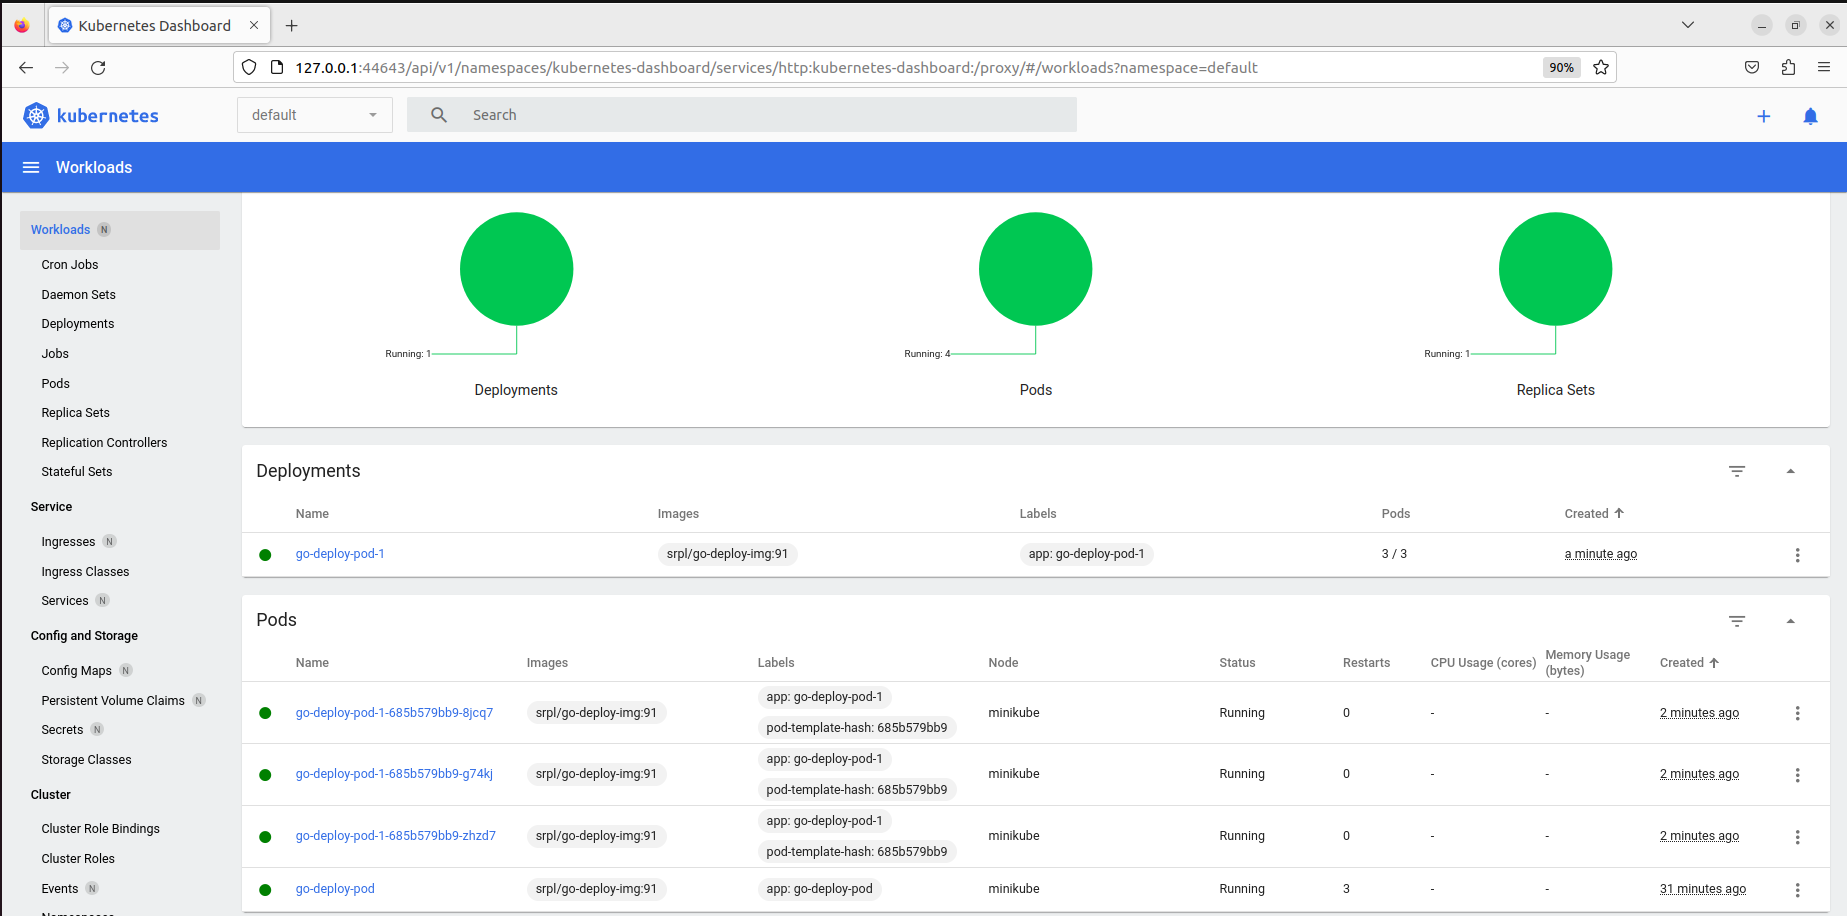 Kubernetes Dashboard
127.0.0.1:44643/api/v1/namespaces/kubernetes-dashboard/services/http:kubernetes-dashboard:/proxy/#/workloads?namespace=default 90%
kubernetes default Search
Workloads
Workloads N
Cron Jobs
Daemon Sets
Deployments
Jobs
Pods
Replica Sets
Replication Controllers
Stateful Sets
Service
Ingresses N
Ingress Classes
Services N
Config and Storage
Config Maps N
Persistent Volume Claims N
Secrets N
Storage Classes
Cluster
Cluster Role Bindings
Cluster Roles
Events N
Namespaces
Running: 1 Running: 4 Running: 1
Deployments Pods Replica Sets
Deployments
Name Images Labels Pods Created
go-deploy-pod-1 srpl/go-deploy-img:91 app: go-deploy-pod-1 3 / 3 a minute ago
Pods
Name Images Labels Node Status Restarts CPU Usage (cores) Memory Usage (bytes) Created
app: go-deploy-pod-1
go-deploy-pod-1-685b579bb9-8jcq7 srpl/go-deploy-img:91 minikube Running 0 - - 2 minutes ago
pod-template-hash: 685b579bb9
app: go-deploy-pod-1
go-deploy-pod-1-685b579bb9-g74kj srpl/go-deploy-img:91 minikube Running 0 - - 2 minutes ago
pod-template-hash: 685b579bb9
app: go-deploy-pod-1
go-deploy-pod-1-685b579bb9-zhzd7 srpl/go-deploy-img:91 minikube Running 0 - - 2 minutes ago
pod-template-hash: 685b579bb9
go-deploy-pod srpl/go-deploy-img:91 app: go-deploy-pod minikube Running 3 - - 31 minutes ago